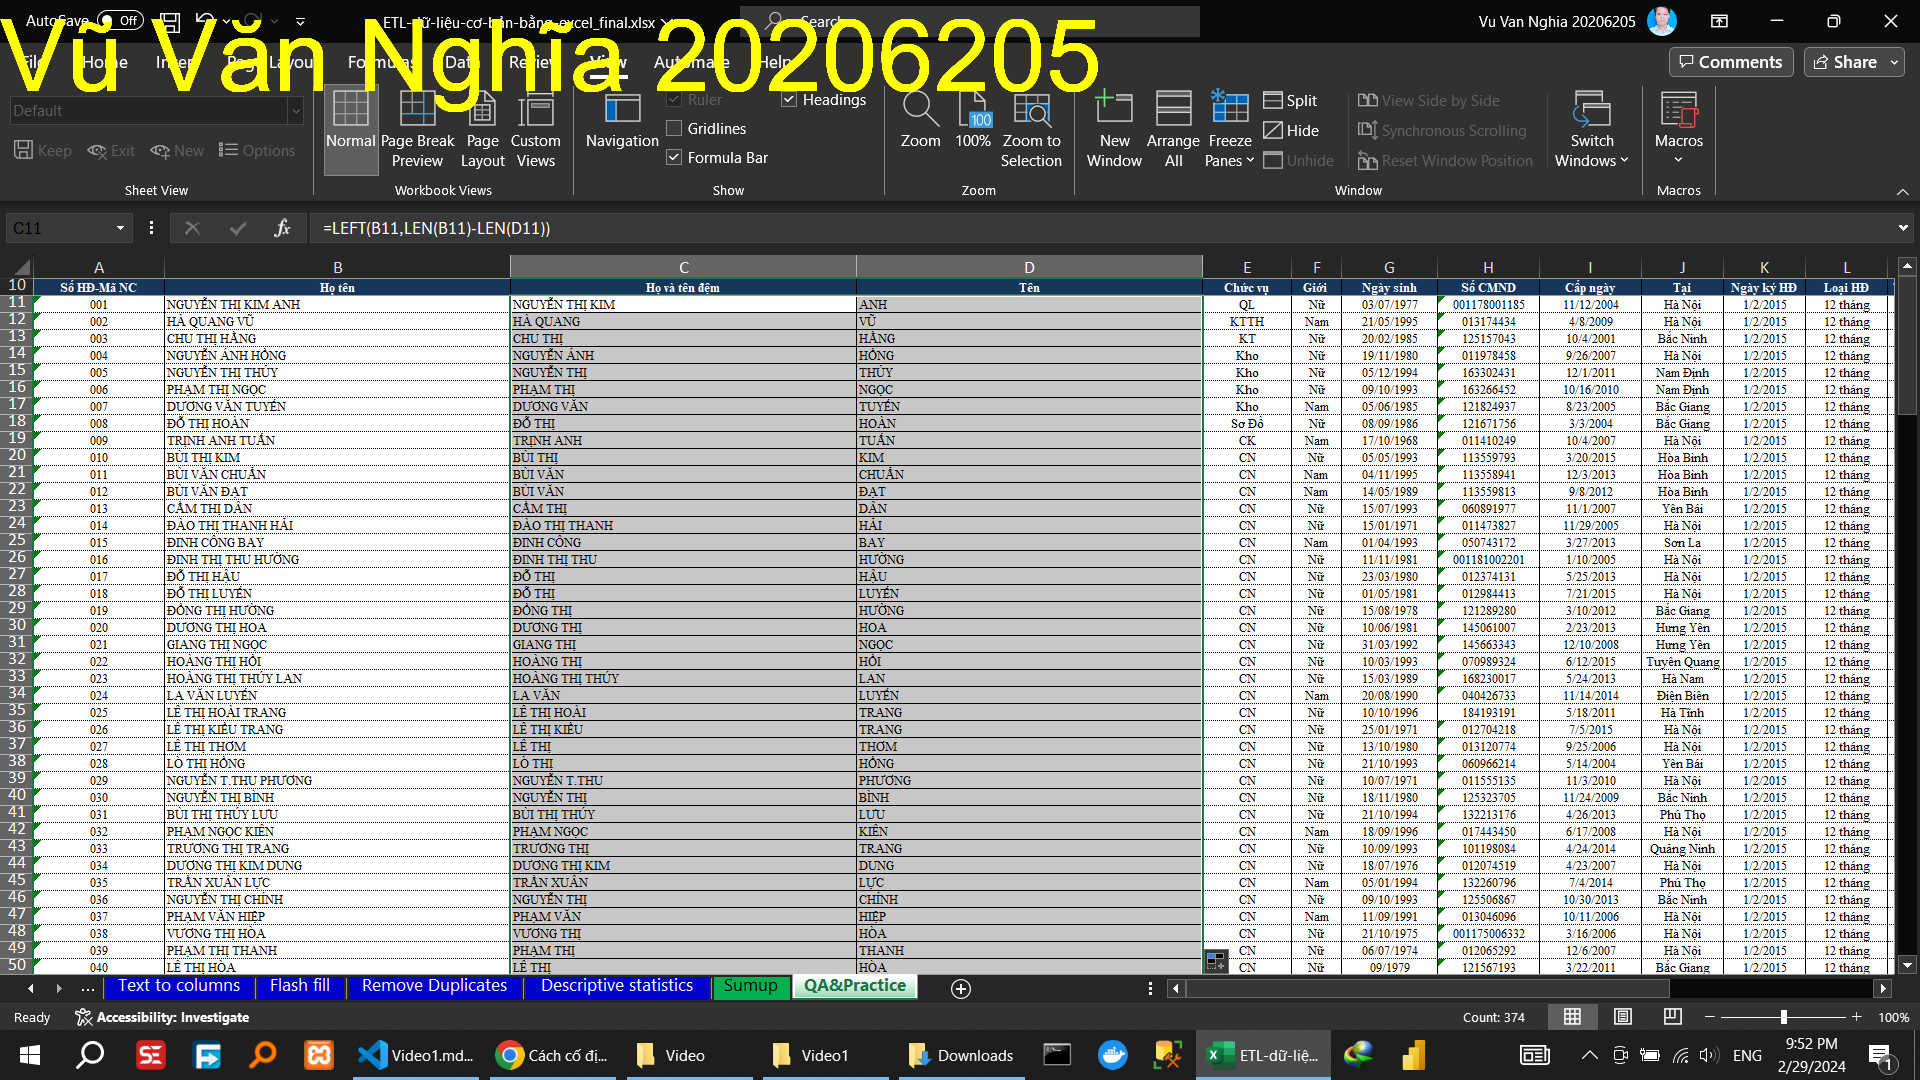 AutoSave Off ETL-dữ-liệu-cơ-bản-bằng-excel_final.xlsx Search Vu Van Nghia 20206205
Vũ Văn Nghĩa 20206205
File Home Insert Page Layout Formulas Data Review View Automate Help Comments Share
Default
Keep Exit New Options
Sheet View
Normal Page Break Preview Page Layout Custom Views
Workbook Views
Navigation Ruler Headings
Gridlines
Formula Bar
Show
Zoom 100 100% Zoom to Selection
Zoom
New Window Arrange All Freeze Panes Split
Hide
Unhide
View Side by Side
Synchronous Scrolling
Reset Window Position
Switch Windows
Window
Macros
Macros
C11 fx =LEFT(B11,LEN(B11)-LEN(D11))
A B C D E F G H I J K L
10 Số HĐ-Mã NC Họ tên Họ và tên đệm Tên Chức vụ Giới Ngày sinh Số CMND Cấp ngày Tại Ngày ký HĐ Loại HĐ
11 001 NGUYỄN THỊ KIM ANH NGUYỄN THỊ KIM ANH QL Nữ 03/07/1977 001178001185 11/12/2004 Hà Nội 1/2/2015 12 tháng
12 002 HÀ QUANG VŨ HÀ QUANG VŨ KTTH Nam 21/05/1995 013174434 4/8/2009 Hà Nội 1/2/2015 12 tháng
13 003 CHU THỊ HẰNG CHU THỊ HẰNG KT Nữ 20/02/1985 125157043 10/4/2001 Bắc Ninh 1/2/2015 12 tháng
14 004 NGUYỄN ÁNH HỒNG NGUYỄN ÁNH HỒNG Kho Nữ 19/11/1980 011978458 9/26/2007 Hà Nội 1/2/2015 12 tháng
15 005 NGUYỄN THỊ THỦY NGUYỄN THỊ THỦY Kho Nữ 05/12/1994 163302431 12/1/2011 Nam Định 1/2/2015 12 tháng
16 006 PHẠM THỊ NGỌC PHẠM THỊ NGỌC Kho Nữ 09/10/1993 163266452 10/16/2010 Nam Định 1/2/2015 12 tháng
17 007 DƯƠNG VĂN TUYỂN DƯƠNG VĂN TUYỂN Kho Nam 05/06/1985 121824937 8/23/2005 Bắc Giang 1/2/2015 12 tháng
18 008 ĐỖ THỊ HOÀN ĐỖ THỊ HOÀN Sơ Đồ Nữ 08/09/1986 121671756 3/3/2004 Bắc Giang 1/2/2015 12 tháng
19 009 TRỊNH ANH TUẤN TRỊNH ANH TUẤN CK Nam 17/10/1968 011410249 10/4/2007 Hà Nội 1/2/2015 12 tháng
20 010 BÙI THỊ KIM BÙI THỊ KIM CN Nữ 05/05/1993 113559793 3/20/2015 Hòa Bình 1/2/2015 12 tháng
21 011 BÙI VĂN CHUẨN BÙI VĂN CHUẨN CN Nam 04/11/1995 113558941 12/3/2013 Hòa Bình 1/2/2015 12 tháng
22 012 BÙI VĂN ĐẠT BÙI VĂN ĐẠT CN Nam 14/05/1989 113559813 9/8/2012 Hòa Bình 1/2/2015 12 tháng
23 013 CẦM THỊ DÂN CẦM THỊ DÂN CN Nữ 15/07/1993 060891977 11/1/2007 Yên Bái 1/2/2015 12 tháng
24 014 ĐÀO THỊ THANH HẢI ĐÀO THỊ THANH HẢI CN Nữ 15/01/1971 011473827 11/29/2005 Hà Nội 1/2/2015 12 tháng
25 015 ĐINH CÔNG BAY ĐINH CÔNG BAY CN Nam 01/04/1993 050743172 3/27/2013 Sơn La 1/2/2015 12 tháng
26 016 ĐINH THỊ THU HƯỜNG ĐINH THỊ THU HƯỜNG CN Nữ 11/11/1981 001181002201 1/10/2005 Hà Nội 1/2/2015 12 tháng
27 017 ĐỖ THỊ HẬU ĐỖ THỊ HẬU CN Nữ 23/03/1980 012374131 5/25/2013 Hà Nội 1/2/2015 12 tháng
28 018 ĐỖ THỊ LUYẾN ĐỖ THỊ LUYẾN CN Nữ 01/05/1981 012984413 7/21/2015 Hà Nội 1/2/2015 12 tháng
29 019 ĐỒNG THỊ HƯỜNG ĐỒNG THỊ HƯỜNG CN Nữ 15/08/1978 121289280 3/10/2012 Bắc Giang 1/2/2015 12 tháng
30 020 DƯƠNG THỊ HOA DƯƠNG THỊ HOA CN Nữ 10/06/1981 145061007 2/23/2013 Hưng Yên 1/2/2015 12 tháng
31 021 GIANG THỊ NGỌC GIANG THỊ NGỌC CN Nữ 31/03/1992 145663343 12/10/2008 Hưng Yên 1/2/2015 12 tháng
32 022 HOÀNG THỊ HỒI HOÀNG THỊ HỒI CN Nữ 10/03/1993 070989324 6/12/2015 Tuyên Quang 1/2/2015 12 tháng
33 023 HOÀNG THỊ THÚY LAN HOÀNG THỊ THÚY LAN CN Nữ 15/03/1989 168230017 5/24/2013 Hà Nam 1/2/2015 12 tháng
34 024 LA VĂN LUYẾN LA VĂN LUYẾN CN Nam 20/08/1990 040426733 11/14/2014 Điện Biên 1/2/2015 12 tháng
35 025 LÊ THỊ HOÀI TRANG LÊ THỊ HOÀI TRANG CN Nữ 10/10/1996 184193191 5/18/2011 Hà Tĩnh 1/2/2015 12 tháng
36 026 LÊ THỊ KIỀU TRANG LÊ THỊ KIỀU TRANG CN Nữ 25/01/1971 012704218 7/5/2015 Hà Nội 1/2/2015 12 tháng
37 027 LÊ THỊ THƠM LÊ THỊ THƠM CN Nữ 13/10/1980 013120774 9/25/2006 Hà Nội 1/2/2015 12 tháng
38 028 LÒ THỊ HỒNG LÒ THỊ HỒNG CN Nữ 21/10/1993 060966214 5/14/2004 Yên Bái 1/2/2015 12 tháng
39 029 NGUYỄN T.THU PHƯƠNG NGUYỄN T.THU PHƯƠNG CN Nữ 10/07/1971 011555135 11/3/2010 Hà Nội 1/2/2015 12 tháng
40 030 NGUYỄN THỊ BÌNH NGUYỄN THỊ BÌNH CN Nữ 18/11/1980 125323705 11/24/2009 Bắc Ninh 1/2/2015 12 tháng
41 031 BÙI THỊ THÚY LƯU BÙI THỊ THÚY LƯU CN Nữ 21/10/1994 132213176 4/26/2013 Phú Thọ 1/2/2015 12 tháng
42 032 PHẠM NGỌC KIÊN PHẠM NGỌC KIÊN CN Nam 18/09/1996 017443450 6/17/2008 Hà Nội 1/2/2015 12 tháng
43 033 TRƯƠNG THỊ TRANG TRƯƠNG THỊ TRANG CN Nữ 10/09/1993 101198084 4/24/2014 Quảng Ninh 1/2/2015 12 tháng
44 034 DƯƠNG THỊ KIM DUNG DƯƠNG THỊ KIM DUNG CN Nữ 18/07/1976 012074519 4/23/2007 Hà Nội 1/2/2015 12 tháng
45 035 TRẦN XUÂN LỰC TRẦN XUÂN LỰC CN Nam 05/01/1994 132260796 7/4/2014 Phú Thọ 1/2/2015 12 tháng
46 036 NGUYỄN THỊ CHÍNH NGUYỄN THỊ CHÍNH CN Nữ 09/10/1993 125506867 10/30/2013 Bắc Ninh 1/2/2015 12 tháng
47 037 PHẠM VĂN HIỆP PHẠM VĂN HIỆP CN Nam 11/09/1991 013046096 10/11/2006 Hà Nội 1/2/2015 12 tháng
48 038 VƯƠNG THỊ HÒA VƯƠNG THỊ HÒA CN Nữ 21/10/1975 001175006332 3/16/2006 Hà Nội 1/2/2015 12 tháng
49 039 PHẠM THỊ THANH PHẠM THỊ THANH CN Nữ 06/07/1974 012065292 12/6/2007 Hà Nội 1/2/2015 12 tháng
50 040 LÊ THỊ HÒA LÊ THỊ HÒA CN Nữ 09/1979 121567193 3/22/2011 Bắc Giang 1/2/2015 12 tháng
... Text to columns Flash fill Remove Duplicates Descriptive statistics Sumup QA&Practice
Ready Accessibility: Investigate Count: 374 100%
Video1.md... Cách cố đị... Video Video1 Downloads ETL-dữ-liệ... ENG 9:52 PM
2/29/2024 1